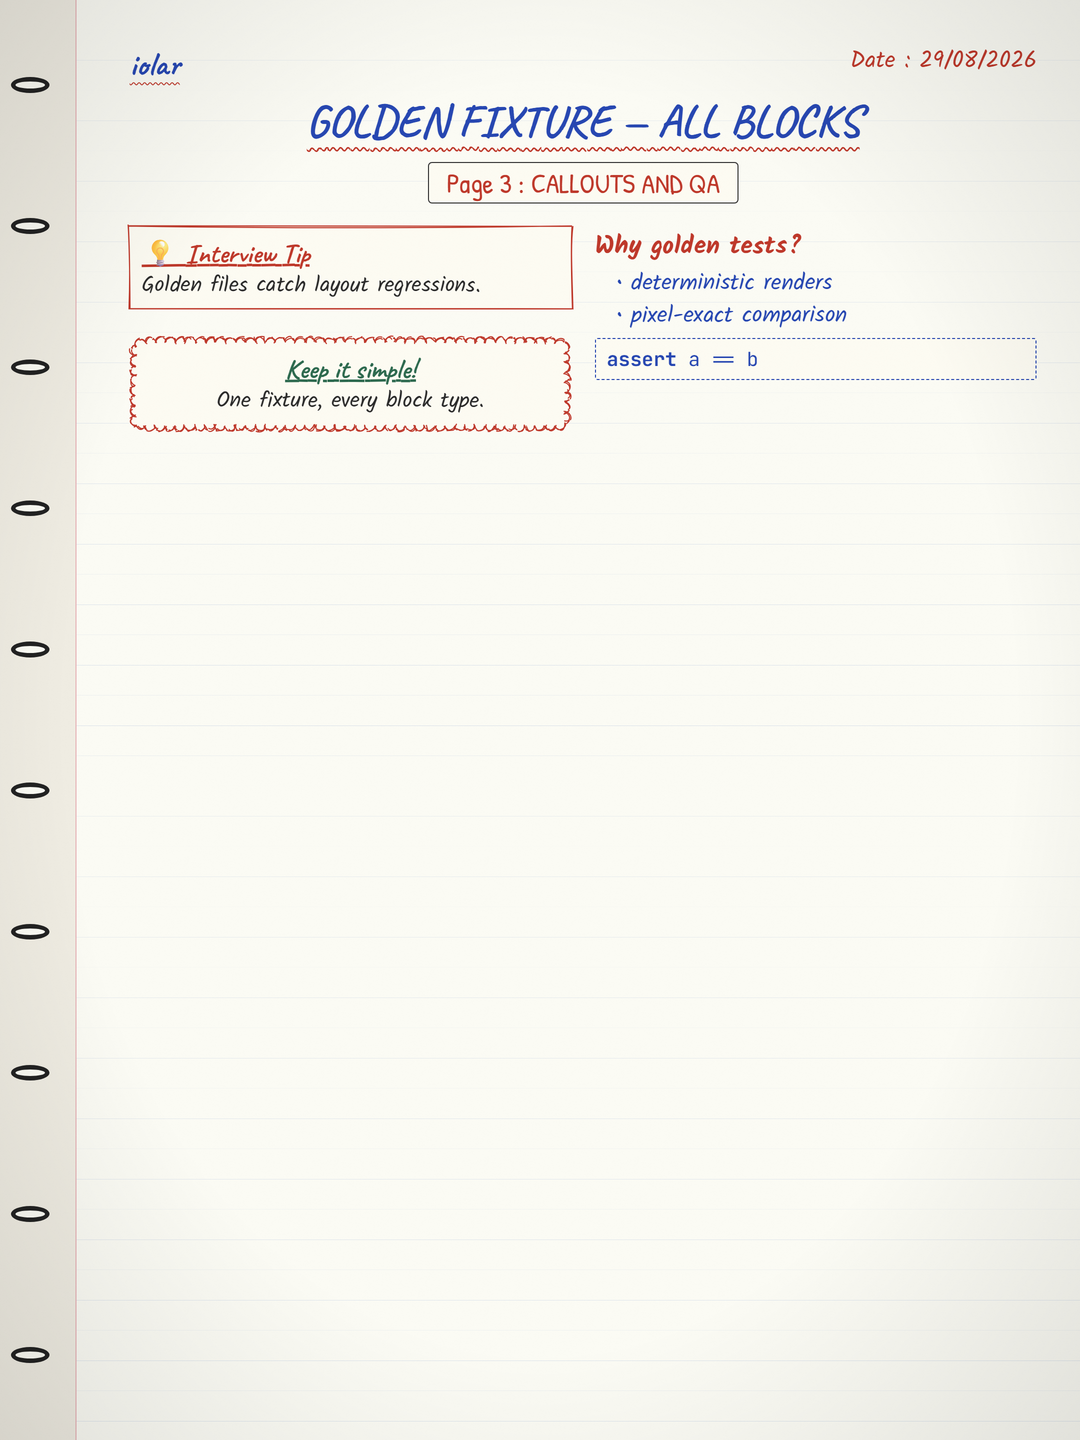 iolar
Date : 29/08/2026
GOLDEN FIXTURE – ALL BLOCKS
Page 3 : CALLOUTS AND QA
💡 Interview Tip
Golden files catch layout regressions.
Keep it simple!
One fixture, every block type.
Why golden tests?
· deterministic renders
· pixel-exact comparison
assert a == b